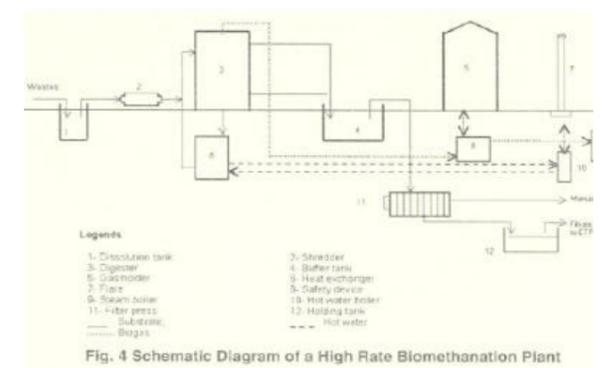 Wastes
2
3
5
7
1
4
6
8
10
11
Manure
Filtrate
to ETP
12
Legends
1- Dissolution tank 2- Shredder
3- Digester 4- Buffer tank
5- Gas holder 6- Heat exchanger
7- Flare 8- Safety device
9- Steam boiler 10- Hot water boiler
11- Filter press 12- Holding tank
Substrate; Hot water
Biogas
Fig. 4 Schematic Diagram of a High Rate Biomethanation Plant